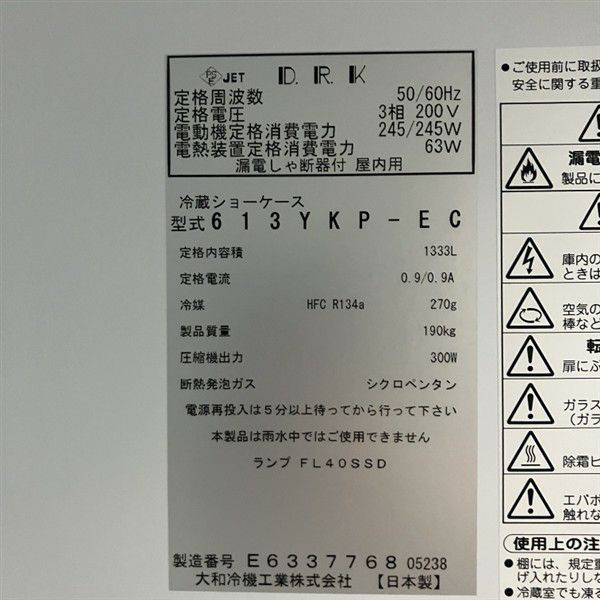 PS E JET D.R.K
定格周波数 50/60Hz
定格電圧 3相 200V
電動機定格消費電力 245/245W
電熱装置定格消費電力 63W
漏電しゃ断器付 屋内用
冷蔵ショーケース
型式 613YKP-EC
定格内容積 1333L
定格電流 0.9/0.9A
冷媒 HFC R134a 270g
製品質量 190kg
圧縮機出力 300W
断熱発泡ガス シクロペンタン
電源再投入は5分以上待ってから行って下さい
本製品は雨水中ではご使用できません
ランプ FL40SSD
製造番号 E6337768 05238
大和冷機工業株式会社 【日本製】
●ご使用前に取扱
安全に関する重
漏電
製品に
庫内の
ときは
空気の
棒など
転
扉にぶ
ガラス
(ガラ
除霜ヒ
エバポ
触れな
使用上の注
●棚には、規定重
げ入れたりしな
●冷蔵室でも凍る